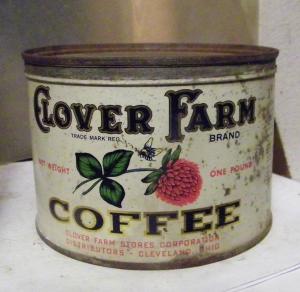 CLOVER FARM
TRADE MARK REG. BRAND
NET WEIGHT ONE POUND
COFFEE
CLOVER FARM STORES CORPORATION
DISTRIBUTORS - CLEVELAND, OHIO